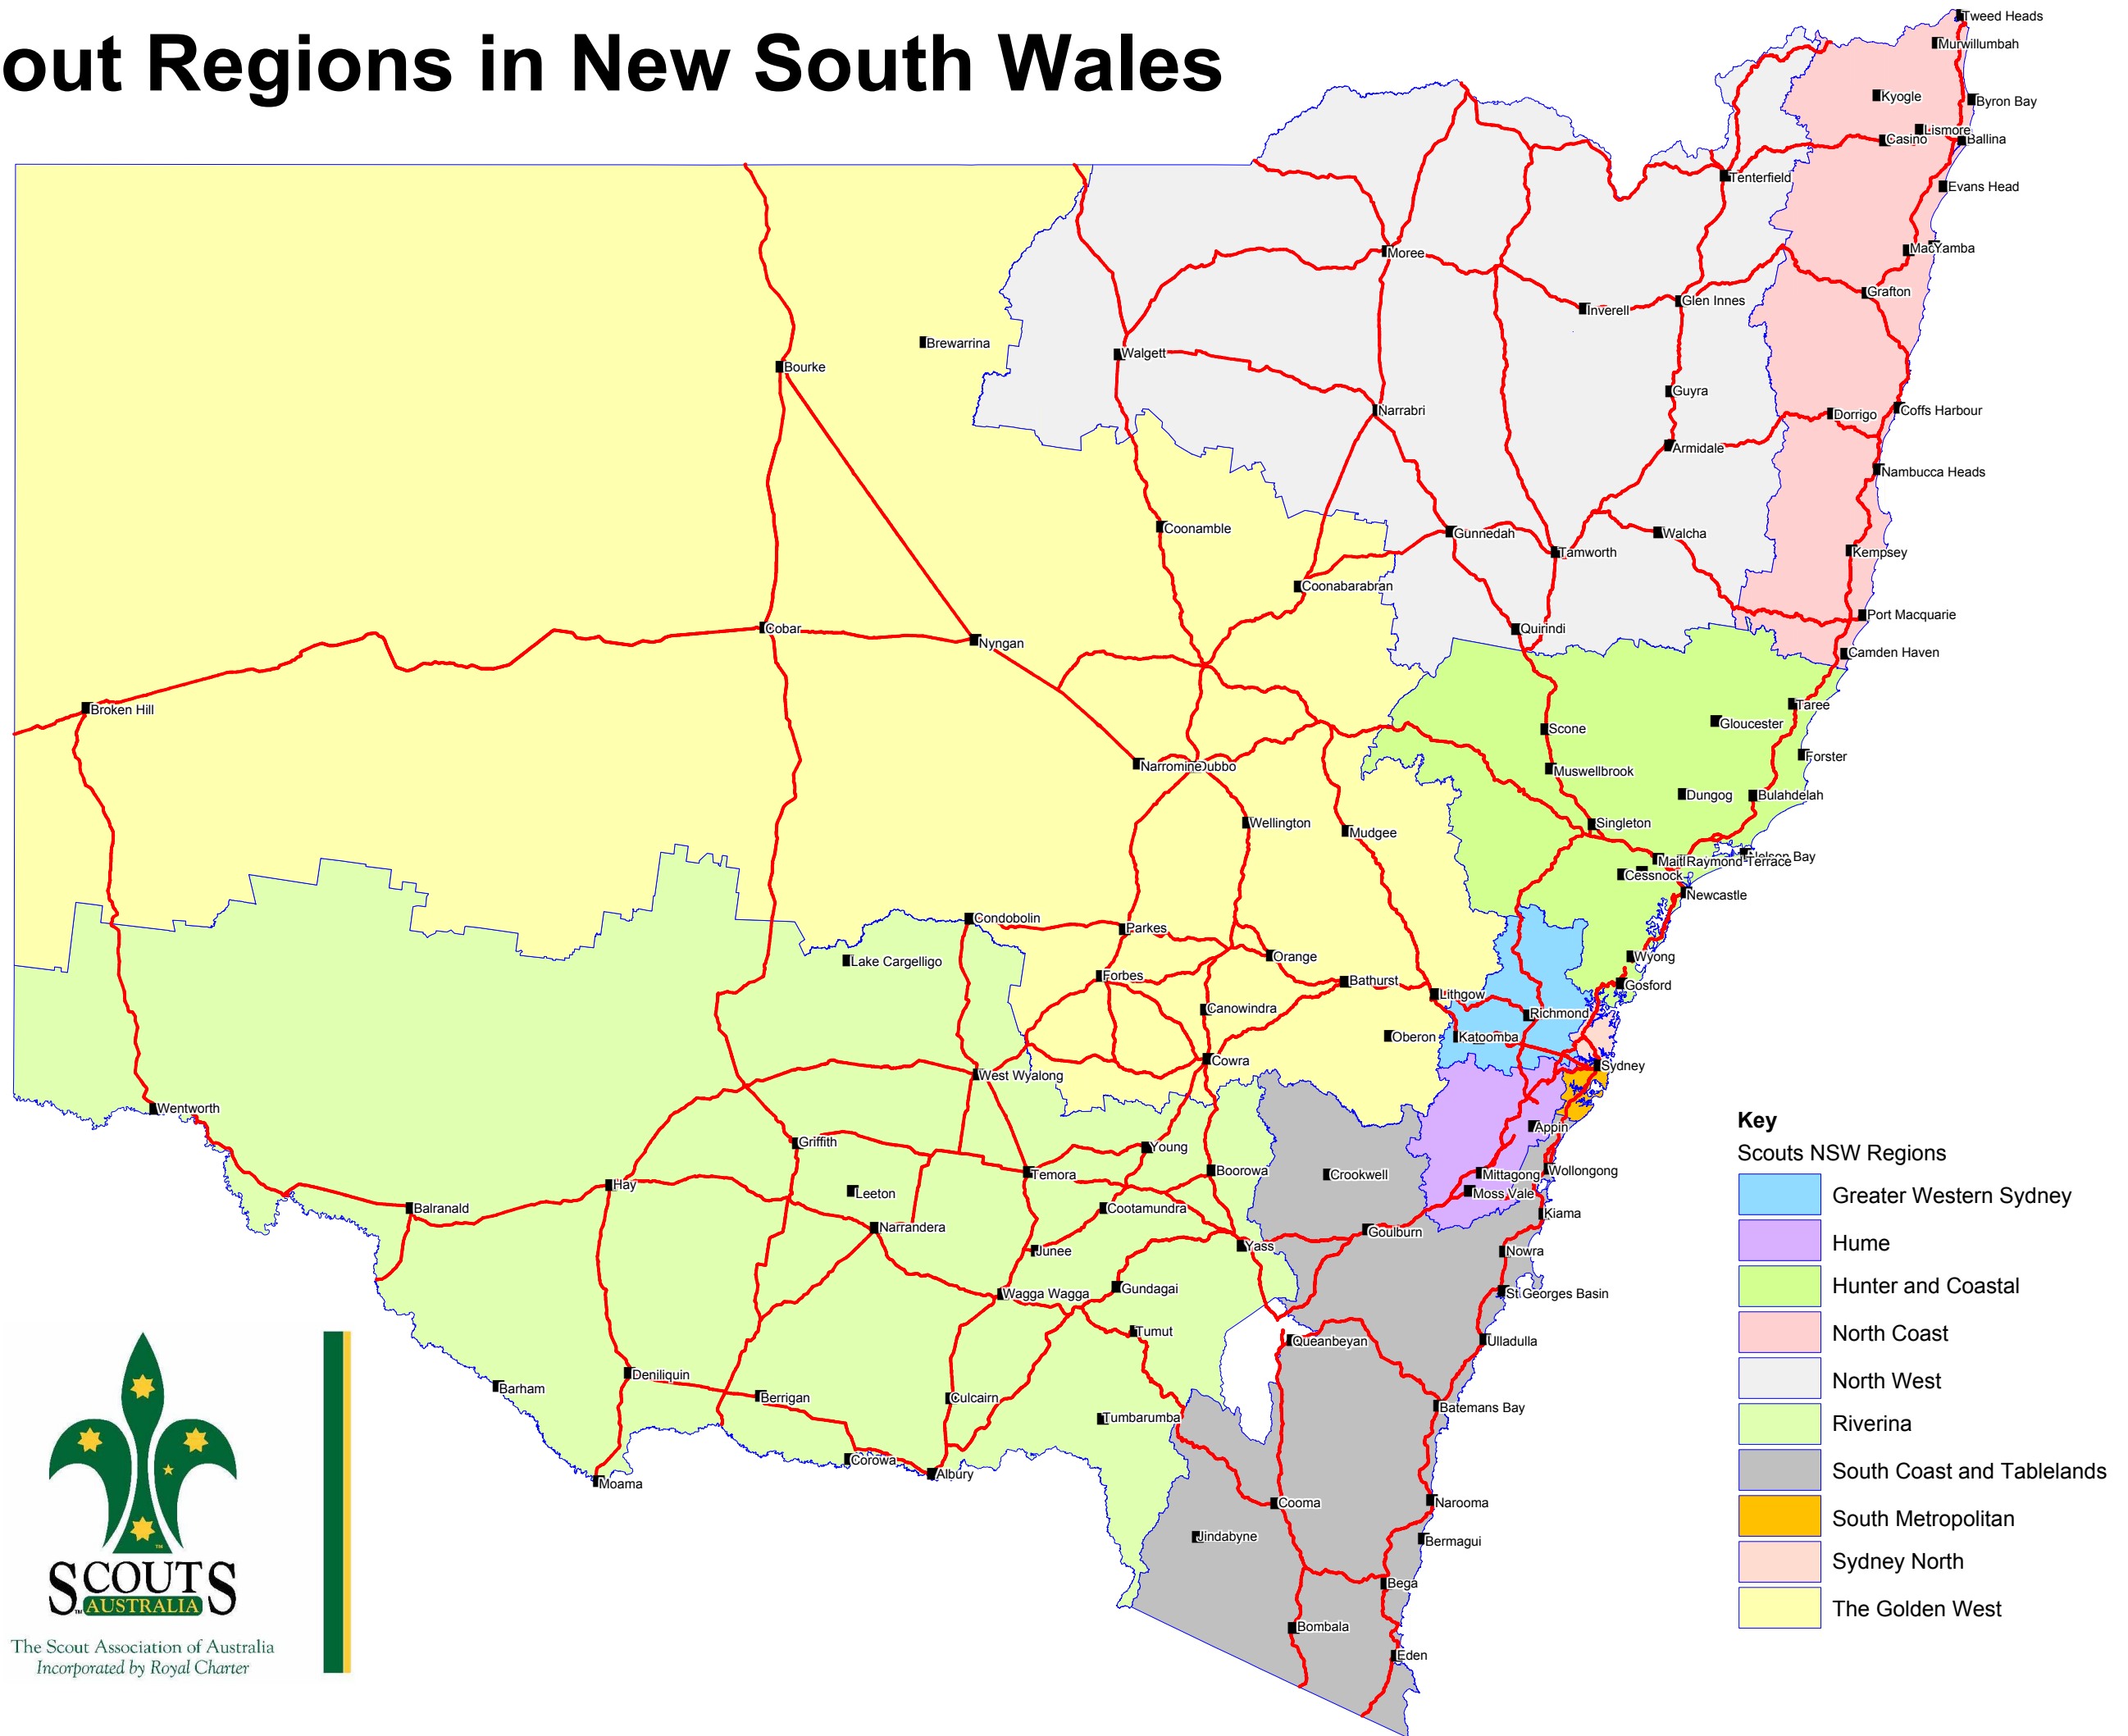 out Regions in New South Wales
Tweed Heads
Murwillumbah
Kyogle
Byron Bay
Lismore
Casino
Ballina
Tenterfield
Evans Head
Mac
Yamba
Moree
Grafton
Glen Innes
Inverell
Brewarrina
Walgett
Bourke
Guyra
Narrabri
Dorrigo
Coffs Harbour
Armidale
Nambucca Heads
Coonamble
Gunnedah
Walcha
Tamworth
Kempsey
Coonabarabran
Port Macquarie
Cobar
Quirindi
Nyngan
Camden Haven
Broken Hill
Taree
Gloucester
Scone
Forster
Narromine
Dubbo
Muswellbrook
Dungog
Bulahdelah
Wellington
Mudgee
Singleton
Nelson Bay
Mait
Raymond Terrace
Cessnock
Newcastle
Condobolin
Parkes
Lake Cargelligo
Orange
Wyong
Forbes
Bathurst
Gosford
Lithgow
Canowindra
Richmond
Oberon
Katoomba
Cowra
Sydney
West Wyalong
Wentworth
Appin
Griffith
Young
Temora
Boorowa
Crookwell
Mittagong
Wollongong
Hay
Leeton
Moss Vale
Balranald
Cootamundra
Kiama
Narrandera
Goulburn
Junee
Yass
Nowra
Wagga Wagga
Gundagai
St Georges Basin
Tumut
Queanbeyan
Ulladulla
Deniliquin
Barham
Berrigan
Culcairn
Batemans Bay
Tumbarumba
Corowa
Albury
Moama
Cooma
Narooma
Jindabyne
Bermagui
Bega
Bombala
Eden
Key
Scouts NSW Regions
Greater Western Sydney
Hume
Hunter and Coastal
North Coast
North West
Riverina
South Coast and Tablelands
South Metropolitan
Sydney North
The Golden West
SCOUTS
AUSTRALIA
The Scout Association of Australia
Incorporated by Royal Charter